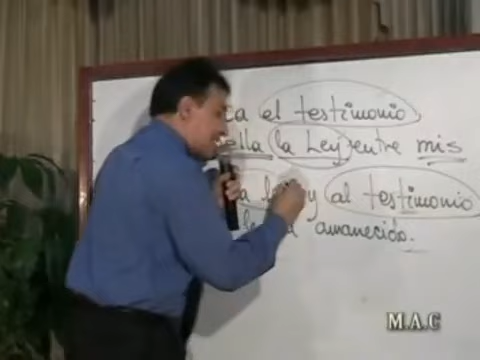 el testimonio,
la Ley entre mis
y al testimonio
amanecido.
M.A.C